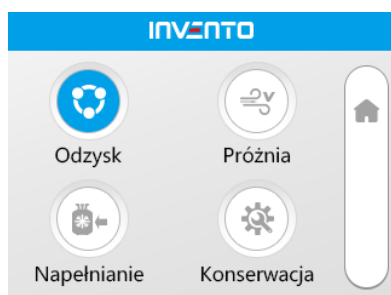 INVENTO
Odzysk
Próżnia
Napełnianie
Konserwacja